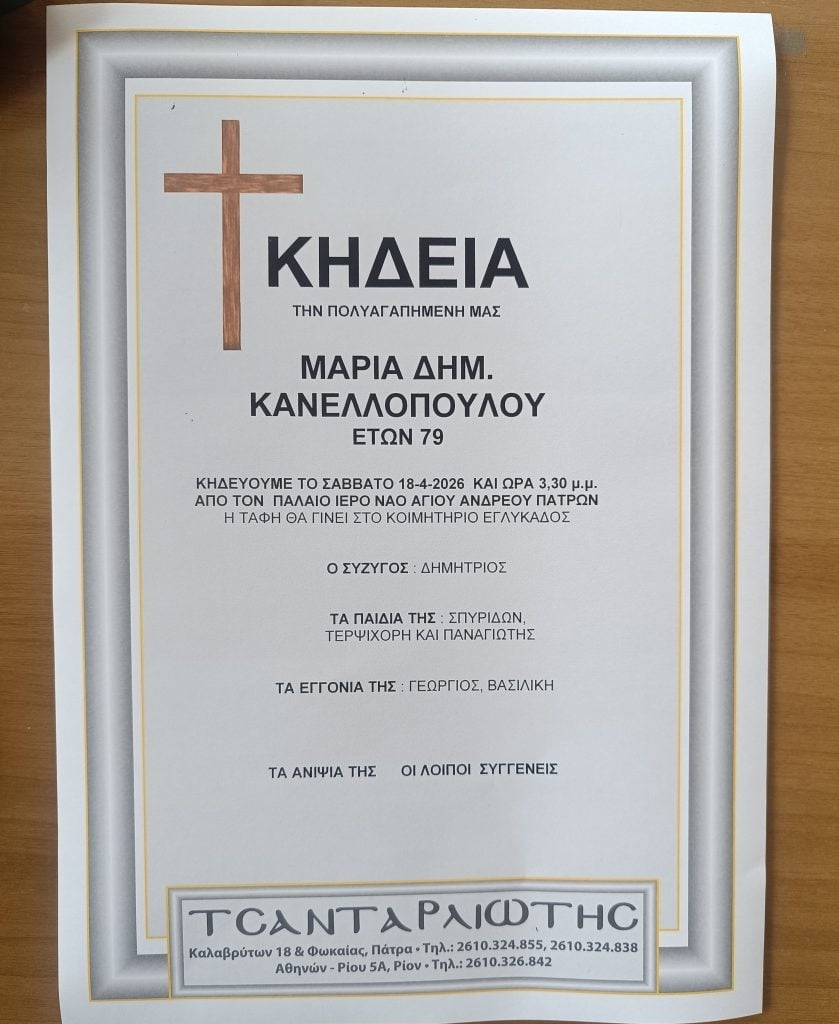 ΚΗΔΕΙΑ
ΤΗΝ ΠΟΛΥΑΓΑΠΗΜΕΝΗ ΜΑΣ
ΜΑΡΙΑ ΔΗΜ.
ΚΑΝΕΛΛΟΠΟΥΛΟΥ
ΕΤΩΝ 79
ΚΗΔΕΥΟΥΜΕ ΤΟ ΣΑΒΒΑΤΟ 18-4-2026 ΚΑΙ ΩΡΑ 3,30 μ.μ.
ΑΠΟ ΤΟΝ ΠΑΛΑΙΟ ΙΕΡΟ ΝΑΟ ΑΓΙΟΥ ΑΝΔΡΕΟΥ ΠΑΤΡΩΝ
Η ΤΑΦΗ ΘΑ ΓΙΝΕΙ ΣΤΟ ΚΟΙΜΗΤΗΡΙΟ ΕΓΛΥΚΑΔΟΣ
Ο ΣΥΖΥΓΟΣ : ΔΗΜΗΤΡΙΟΣ
ΤΑ ΠΑΙΔΙΑ ΤΗΣ : ΣΠΥΡΙΔΩΝ,
ΤΕΡΨΙΧΟΡΗ ΚΑΙ ΠΑΝΑΓΙΩΤΗΣ
ΤΑ ΕΓΓΟΝΙΑ ΤΗΣ : ΓΕΩΡΓΙΟΣ, ΒΑΣΙΛΙΚΗ
ΤΑ ΑΝΙΨΙΑ ΤΗΣ ΟΙ ΛΟΙΠΟΙ ΣΥΓΓΕΝΕΙΣ
ΤΣΑΝΤΑΡΛΙΩΤΗΣ
Καλαβρύτων 18 & Φωκαίας, Πάτρα • Τηλ.: 2610.324.855, 2610.324.838
Αθηνών - Ρίου 5Α, Ρίον • Τηλ.: 2610.326.842